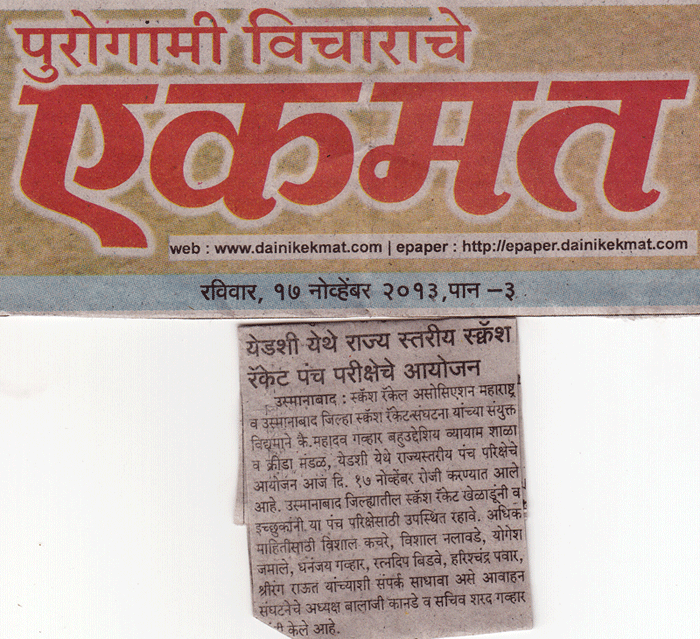 पुरोगामी विचाराचे
एकमत
web : www.dainikekmat.com | epaper : http://epaper.dainikekmat.com
रविवार, १७ नोव्हेंबर २०१३,पान –३
येडशी येथे राज्य स्तरीय स्क्वॅश
रॅकेट पंच परीक्षेचे आयोजन
उस्मानाबाद : स्कॅश रॅकेल असोसिएशन महाराष्ट्र
व उस्मानाबाद जिल्हा स्कॅश रॅकेट संघटना यांच्या संयुक्त
विद्यमाने कै.महादव गव्हार बहुउद्देशिय व्यायाम शाळा
व क्रीडा मंडळ, येडशी येथे राज्यस्तरीय पंच परिक्षेचे
आयोजन आज दि. १७ नोव्हेंबर रोजी करण्यात आले
आहे. उस्मानाबाद जिल्ह्यातील स्कॅश रॅकेट खेळाडूंनी व
इच्छुकांनी या पंच परिक्षेसाठी उपस्थित रहावे. अधिक
माहितीसाठी विशाल कचरे, विशाल नलावडे, योगेश
जमाले, धनंजय गव्हार, रत्नदिप बिडवे, हरिश्चंद्र पवार,
श्रीरंग राऊत यांच्याशी संपर्क साधावा असे आवाहन
संघटनेचे अध्यक्ष बालाजी कानडे व सचिव शरद गव्हार
केले आहे.